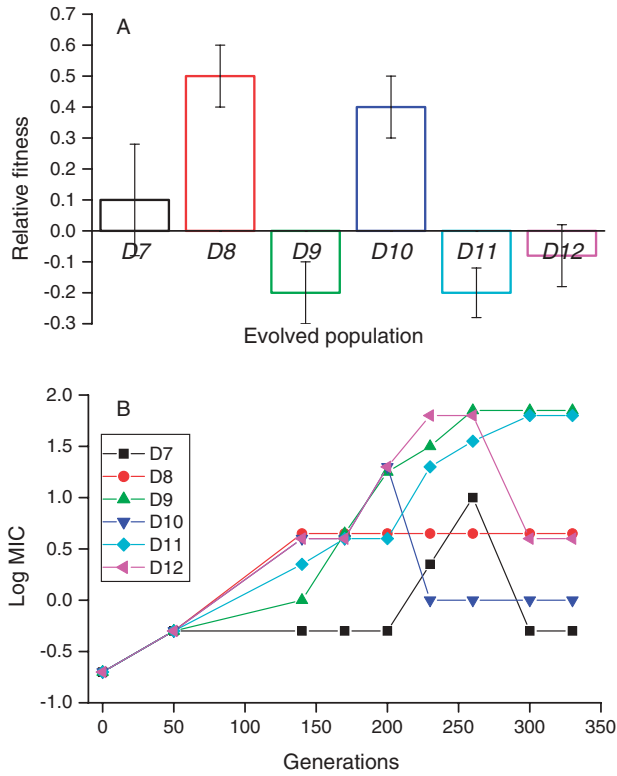 A
Relative fitness
0.7
0.6
0.5
0.4
0.3
0.2
0.1
0.0
-0.1
-0.2
-0.3
D7 D8 D9 D10 D11 D12
Evolved population
B
Log MIC
2.0
1.5
1.0
0.5
0.0
-0.5
-1.0
D7
D8
D9
D10
D11
D12
0 50 100 150 200 250 300 350
Generations